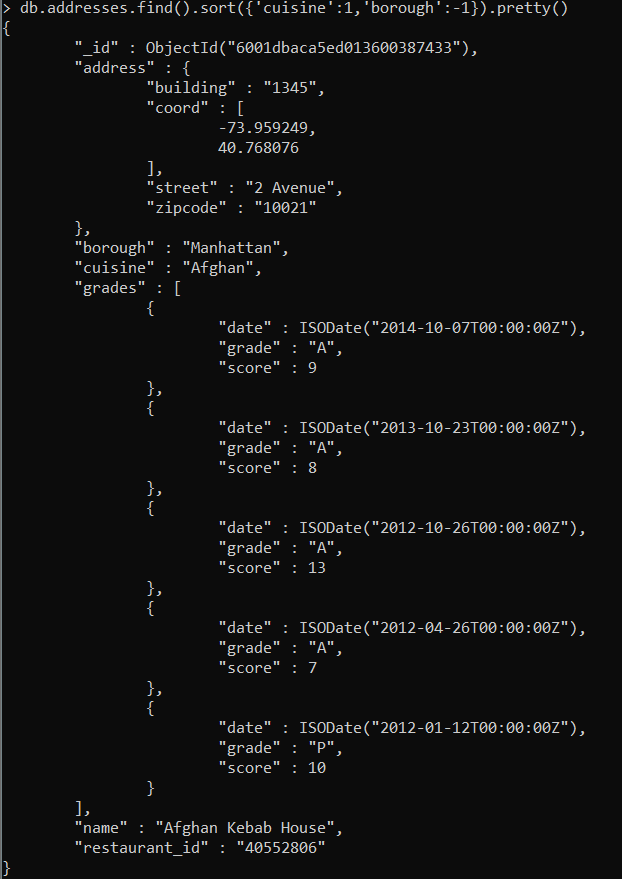 > db.addresses.find().sort({'cuisine':1,'borough':-1}).pretty()
{
        "_id" : ObjectId("6001dbaca5ed013600387433"),
        "address" : {
                "building" : "1345",
                "coord" : [
                        -73.959249,
                        40.768076
                ],
                "street" : "2 Avenue",
                "zipcode" : "10021"
        },
        "borough" : "Manhattan",
        "cuisine" : "Afghan",
        "grades" : [
                {
                        "date" : ISODate("2014-10-07T00:00:00Z"),
                        "grade" : "A",
                        "score" : 9
                },
                {
                        "date" : ISODate("2013-10-23T00:00:00Z"),
                        "grade" : "A",
                        "score" : 8
                },
                {
                        "date" : ISODate("2012-10-26T00:00:00Z"),
                        "grade" : "A",
                        "score" : 13
                },
                {
                        "date" : ISODate("2012-04-26T00:00:00Z"),
                        "grade" : "A",
                        "score" : 7
                },
                {
                        "date" : ISODate("2012-01-12T00:00:00Z"),
                        "grade" : "P",
                        "score" : 10
                }
        ],
        "name" : "Afghan Kebab House",
        "restaurant_id" : "40552806"
}